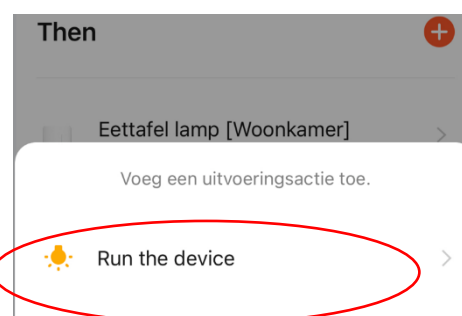 Then
Eettafel lamp [Woonkamer]
Voeg een uitvoeringsactie toe.
Run the device